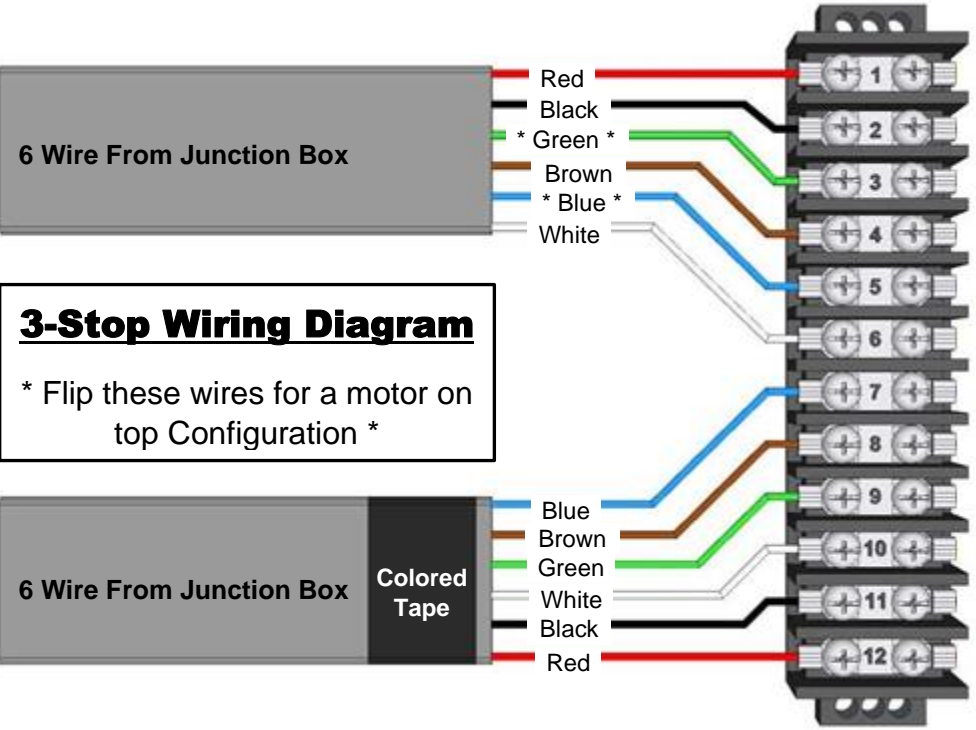 Red
Black
* Green *
6 Wire From Junction Box
Brown
* Blue *
White
1
2
3
4
5
6
3-Stop Wiring Diagram
* Flip these wires for a motor on
top Configuration *
7
8
9
10
11
12
Blue
Brown
Green
6 Wire From Junction Box
Colored
Tape
White
Black
Red